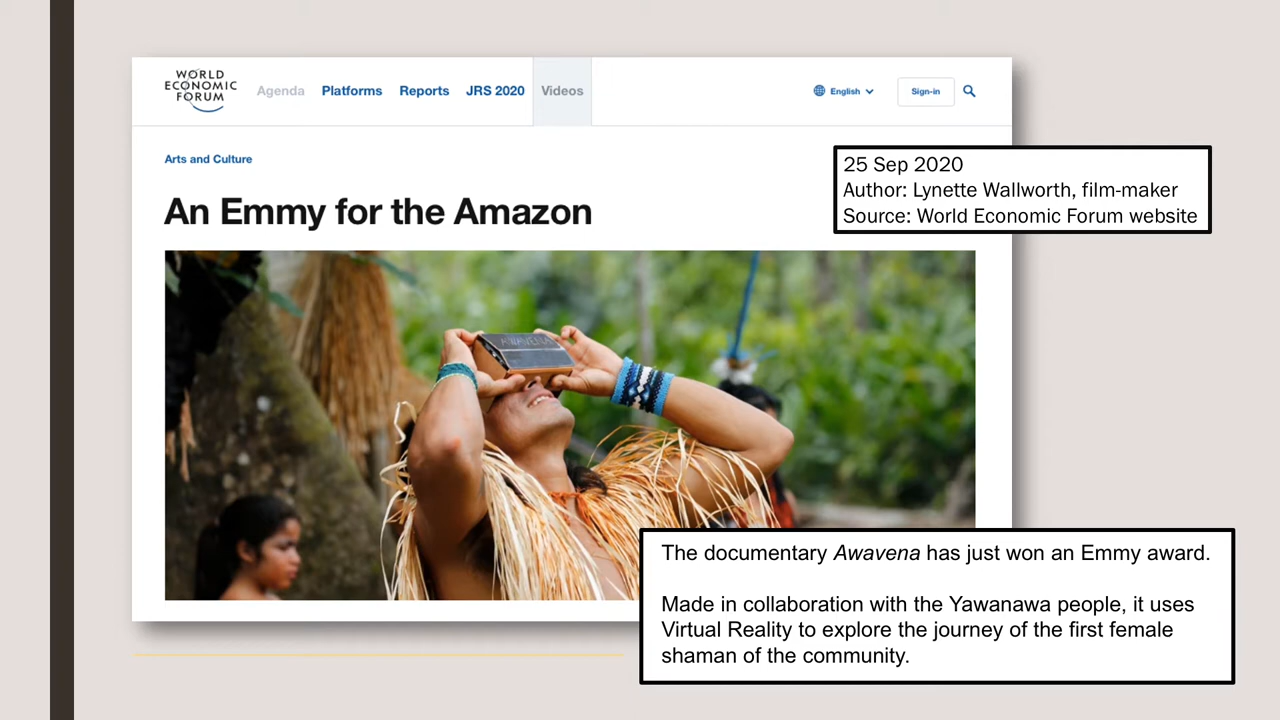 WORLD
ECONOMIC
FORUM
Agenda Platforms Reports JRS 2020 Videos English Sign-in
Arts and Culture
An Emmy for the Amazon
25 Sep 2020
Author: Lynette Wallworth, film-maker
Source: World Economic Forum website
The documentary Awavena has just won an Emmy award.
Made in collaboration with the Yawanawa people, it uses
Virtual Reality to explore the journey of the first female
shaman of the community.